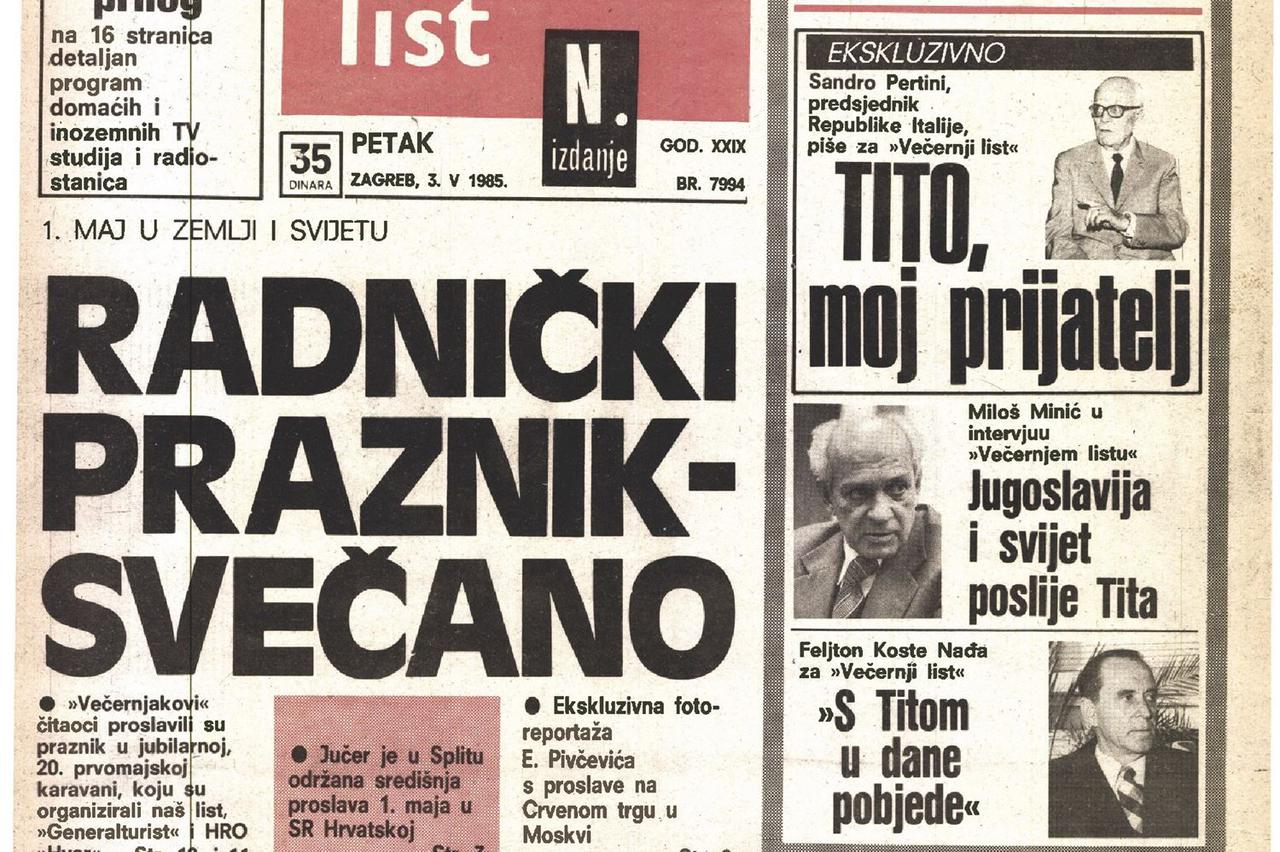 prilog
na 16 stranica
detaljan
program
domaćih i
inozemnih TV
studija i radio-
stanica
list
N.
izdanje
35
DINARA
PETAK
ZAGREB, 3. V 1985.
GOD. XXIX
BR. 7994
1. MAJ U ZEMLJI I SVIJETU
RADNIČKI
PRAZNIK-
SVEČANO
● »Večernjakovi«
čitaoci proslavili su
praznik u jubilarnoj,
20. prvomajskoj
karavani, koju su
organizirali naš list,
»Generalturist« i HRO
● Jučer je u Splitu
održana središnja
proslava 1. maja u
SR Hrvatskoj
● Ekskluzivna foto-
reportaža
E. Pivčevića
s proslave na
Crvenom trgu u
Moskvi
EKSKLUZIVNO
Sandro Pertini,
predsjednik
Republike Italije,
piše za »Večernji list«
TITO,
moj prijatelj
Miloš Minić u
intervjuu
»Večernjem listu«
Jugoslavija
i svijet
poslije Tita
Feljton Koste Nađa
za »Večernji list«
»S Titom
u dane
pobjede«